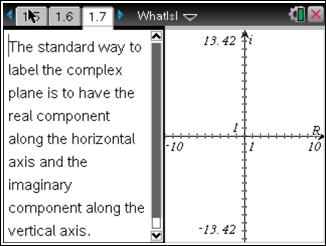 1.5 1.6 1.7 WhatIsI
The standard way to
label the complex
plane is to have the
real component
along the horizontal
axis and the
imaginary
component along the
vertical axis.
13.42 i
1 R
-10 1 10
-13.42